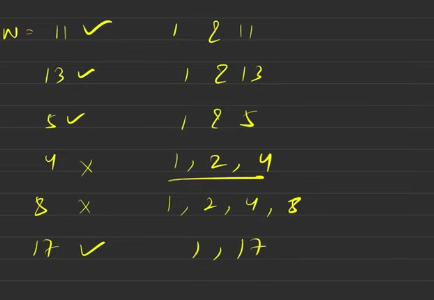 N = 11 ✓ 1 & 11
13 ✓ 1 & 13
5 ✓ 1 & 5
4 × 1, 2, 4
8 × 1, 2, 4, 8
17 ✓ 1, 17